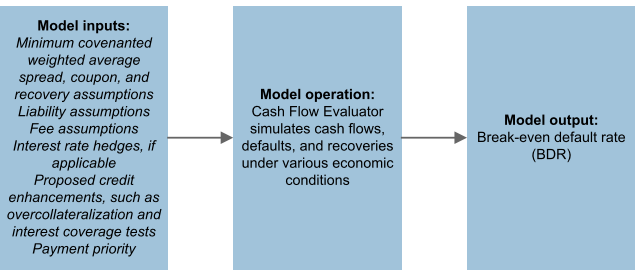 Model inputs:
Minimum covenanted
weighted average
spread, coupon, and
recovery assumptions
Liability assumptions
Fee assumptions
Interest rate hedges, if
applicable
Proposed credit
enhancements, such as
overcollateralization and
interest coverage tests
Payment priority
Model operation:
Cash Flow Evaluator
simulates cash flows,
defaults, and recoveries
under various economic
conditions
Model output:
Break-even default rate
(BDR)